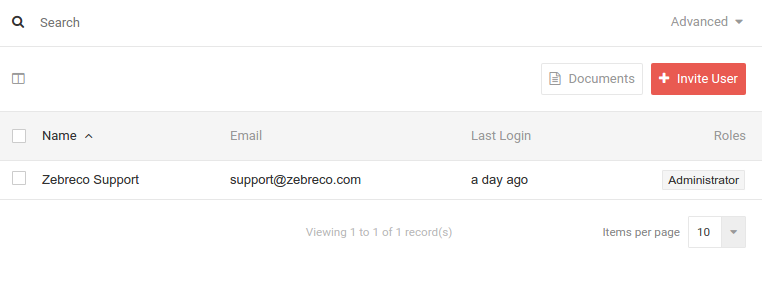 Search Advanced
Documents Invite User
Name Email Last Login Roles
Zebreco Support support@zebreco.com a day ago Administrator
Viewing 1 to 1 of 1 record(s) Items per page 10